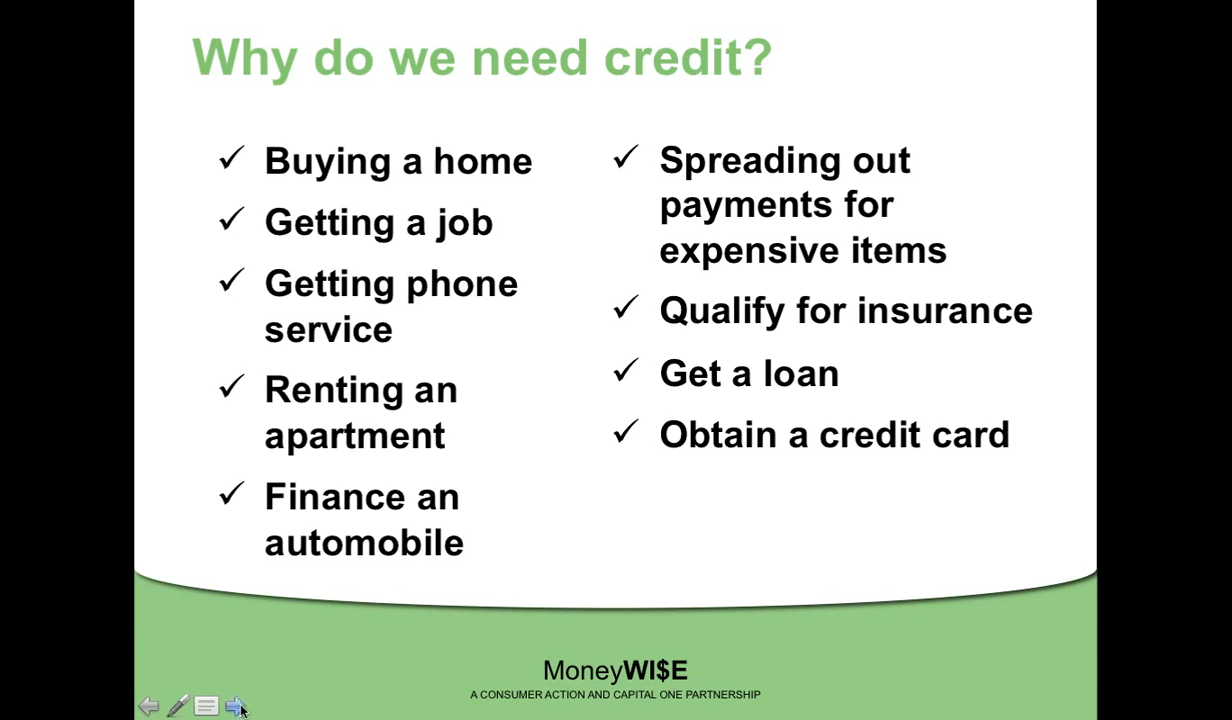 Why do we need credit?
✓ Buying a home
✓ Getting a job
✓ Getting phone
service
✓ Renting an
apartment
✓ Finance an
automobile
✓ Spreading out
payments for
expensive items
✓ Qualify for insurance
✓ Get a loan
✓ Obtain a credit card
MoneyWI$E
A CONSUMER ACTION AND CAPITAL ONE PARTNERSHIP